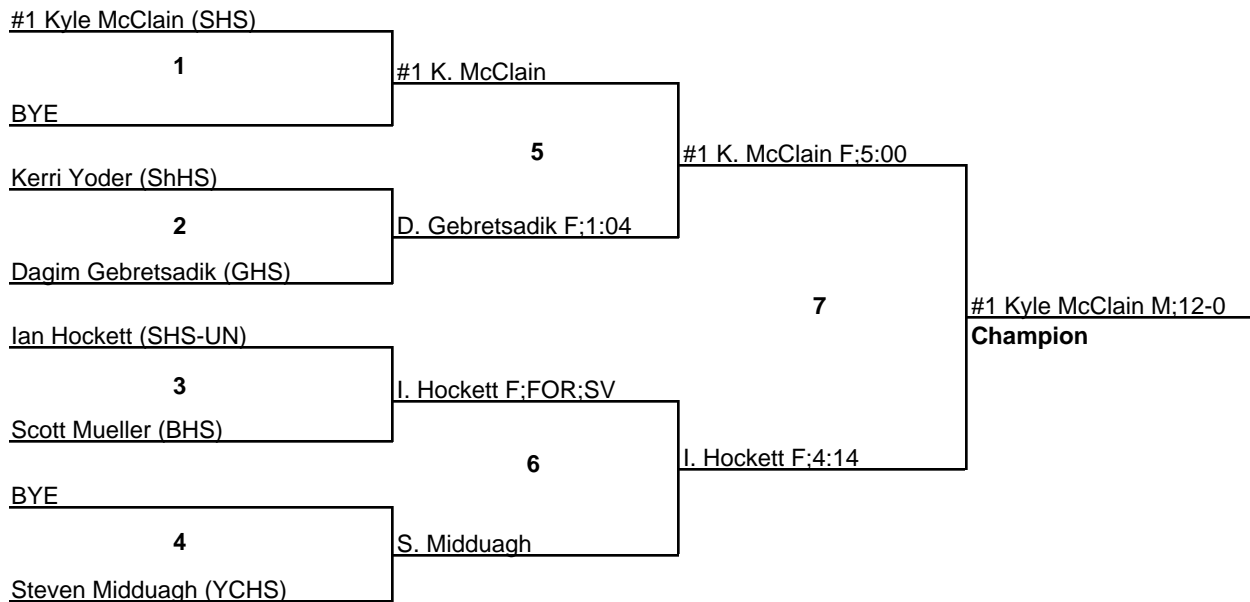 #1 Kyle McClain (SHS)
1
#1 K. McClain
BYE
5
#1 K. McClain F;5:00
Kerri Yoder (ShHS)
2
D. Gebretsadik F;1:04
Dagim Gebretsadik (GHS)
7
#1 Kyle McClain M;12-0
Champion
Ian Hockett (SHS-UN)
3
I. Hockett F;FOR;SV
Scott Mueller (BHS)
6
I. Hockett F;4:14
BYE
4
S. Midduagh
Steven Midduagh (YCHS)